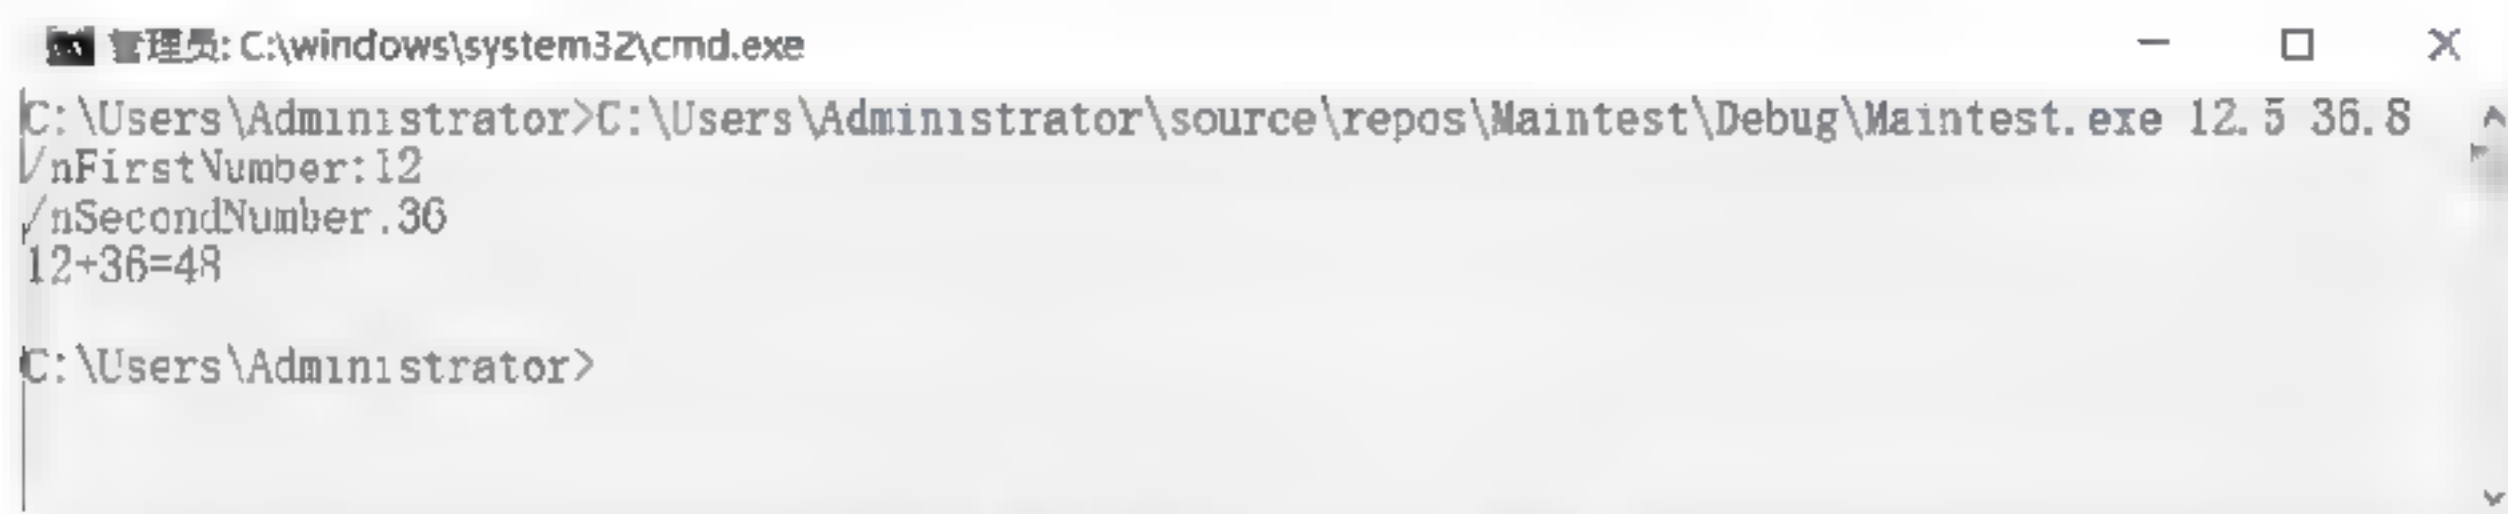 管理员: C:\windows\system32\cmd.exe
C:\Users\Administrator>C:\Users\Administrator\source\repos\Maintest\Debug\Maintest.exe 12.5 36.8
/nFirstNumber:12
/nSecondNumber.36
12+36=48
C:\Users\Administrator>